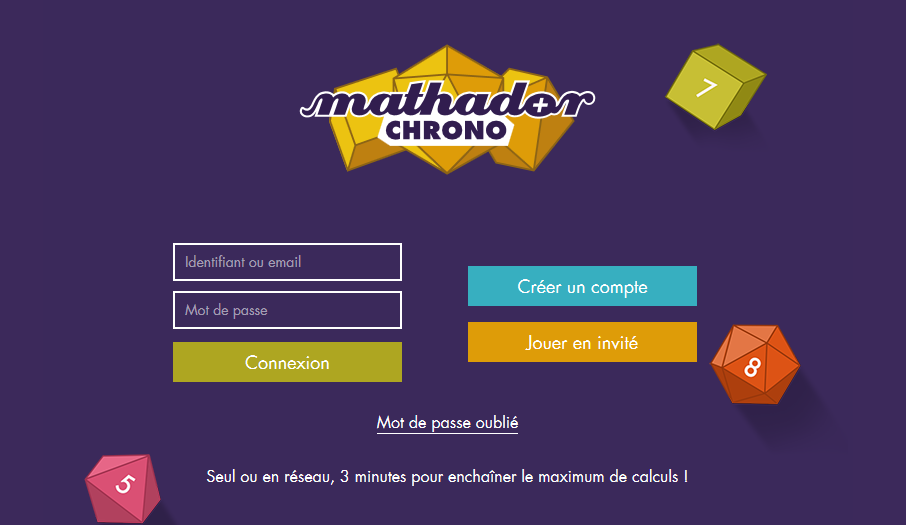 mathador
CHRONO
7
Identifiant ou email
Mot de passe
Connexion
Créer un compte
Jouer en invité
8
Mot de passe oublié
5
Seul ou en réseau, 3 minutes pour enchaîner le maximum de calculs !